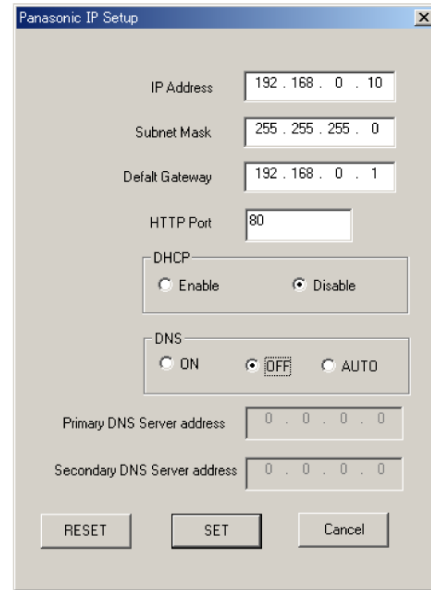 Panasonic IP Setup
IP Address 192 . 168 . 0 . 10
Subnet Mask 255 . 255 . 255 . 0
Defalt Gateway 192 . 168 . 0 . 1
HTTP Port 80
DHCP
Enable Disable
DNS
ON OFF AUTO
Primary DNS Server address 0 . 0 . 0 . 0
Secondary DNS Server address 0 . 0 . 0 . 0
RESET SET Cancel